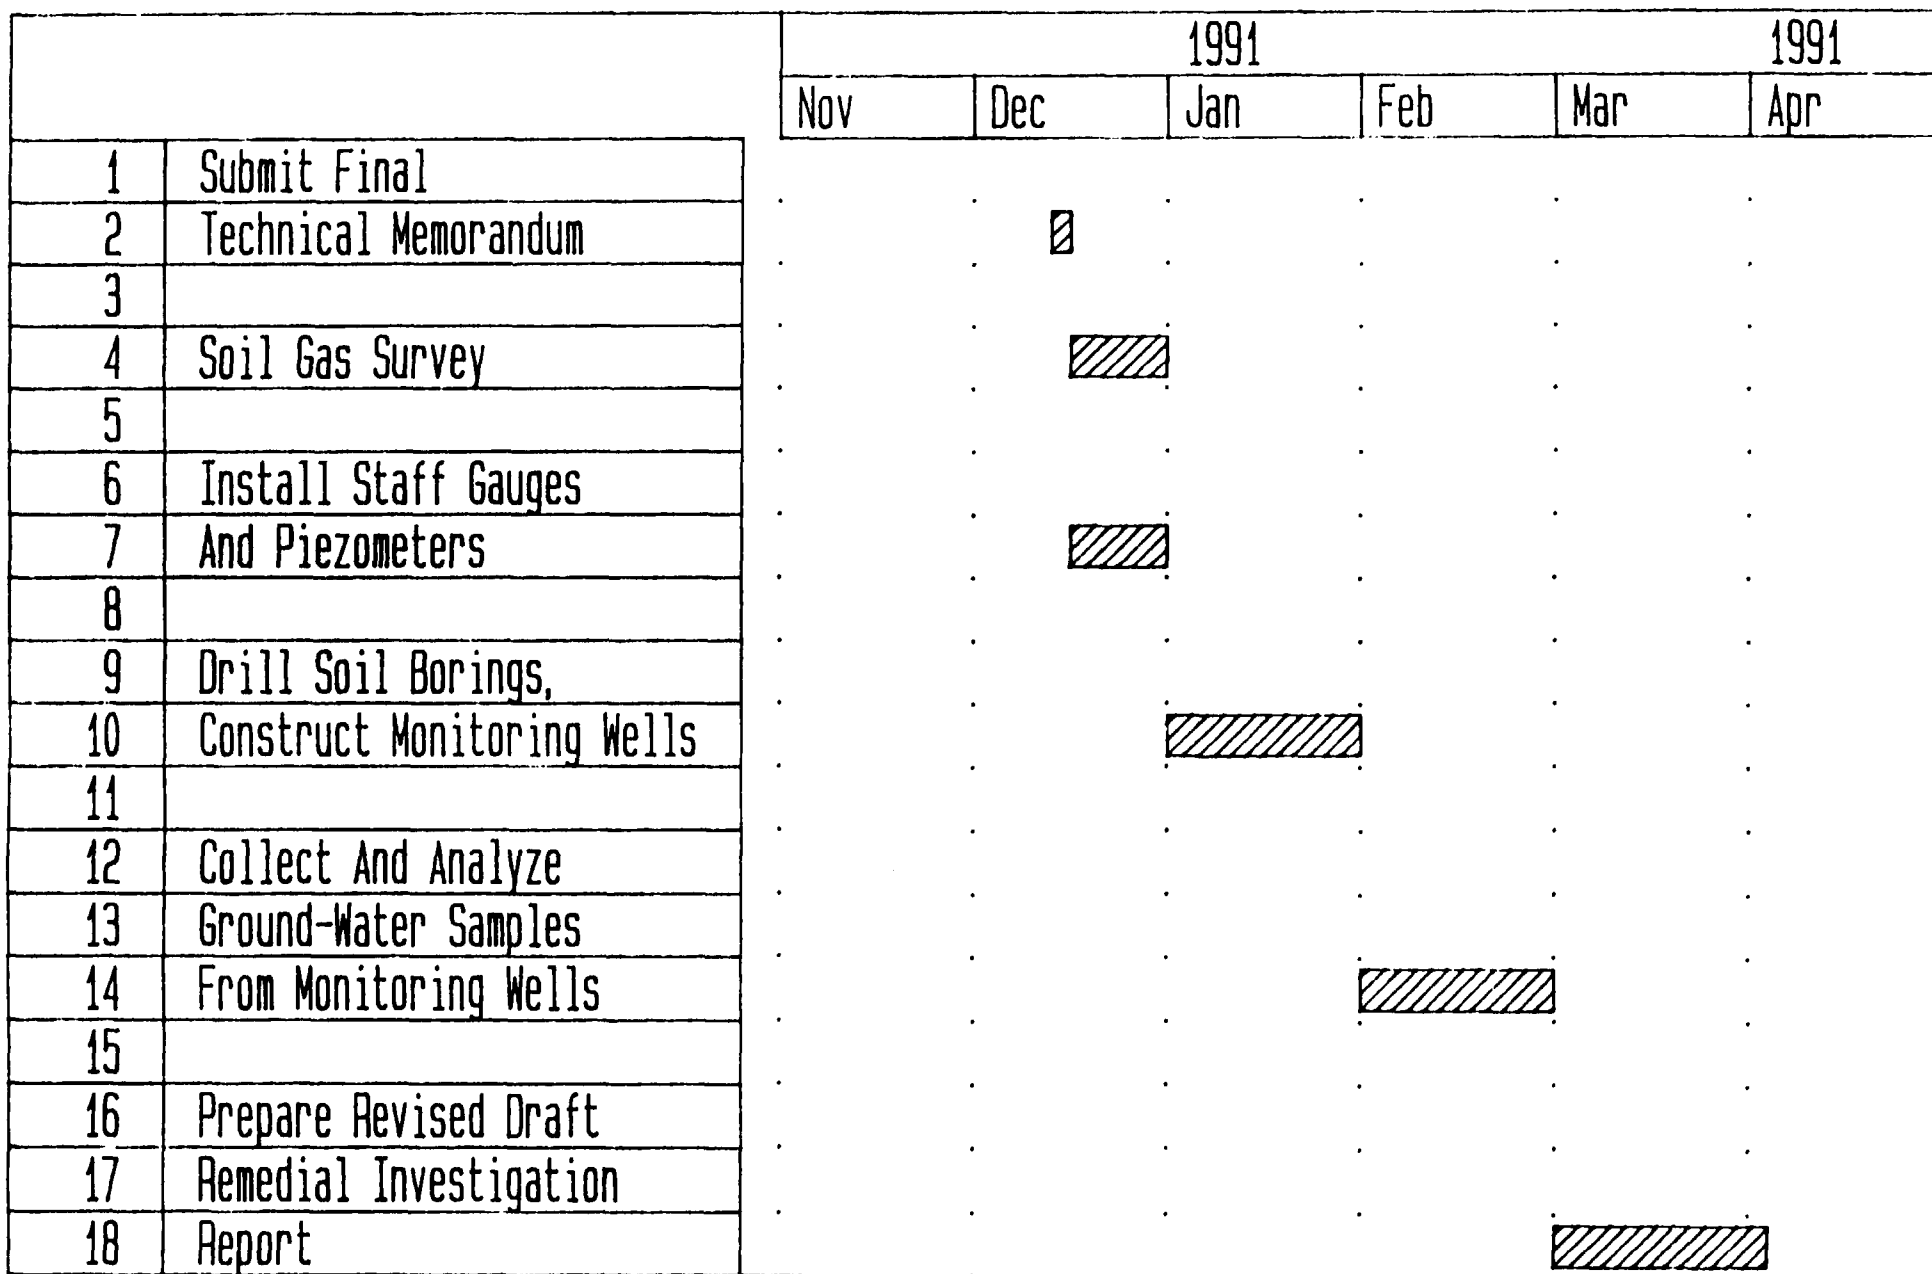 1991 1991
Nov Dec Jan Feb Mar Apr
1 Submit Final
2 Technical Memorandum
3
4 Soil Gas Survey
5
6 Install Staff Gauges
7 And Piezometers
8
9 Drill Soil Borings,
10 Construct Monitoring Wells
11
12 Collect And Analyze
13 Ground-Water Samples
14 From Monitoring Wells
15
16 Prepare Revised Draft
17 Remedial Investigation
18 Report